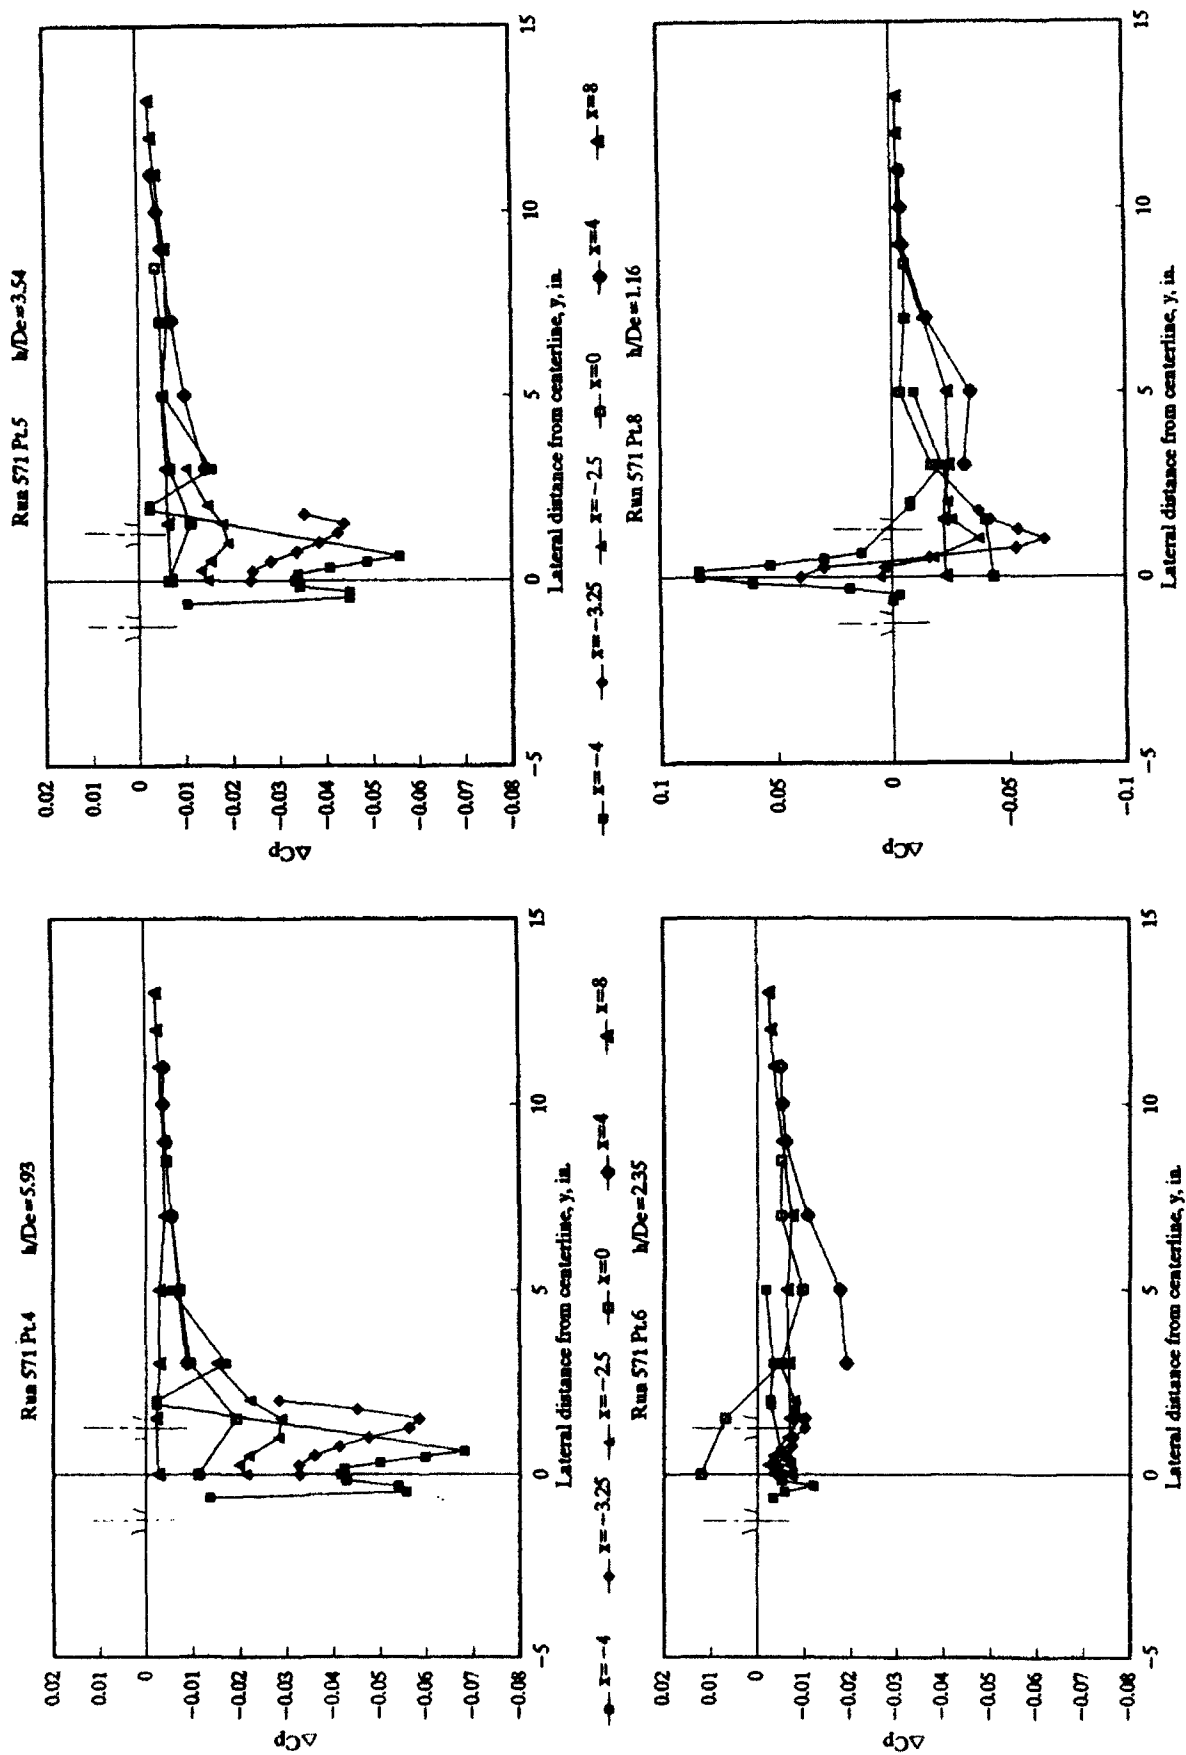 Run 571 Pt.4 h/De=5.93
0.02
0.01
0
-0.01
-0.02
-0.03
-0.04
-0.05
-0.06
-0.07
-0.08
ΔCp
-5 0 5 10 15
Lateral distance from centerline, y, in.
Run 571 Pt.5 h/De=3.54
0.02
0.01
0
-0.01
-0.02
-0.03
-0.04
-0.05
-0.06
-0.07
-0.08
ΔCp
-5 0 5 10 15
Lateral distance from centerline, y, in.
x=-4 x=-3.25 x=-2.5 x=0 x=4 x=8
x=-4 x=-3.25 x=-2.5 x=0 x=4 x=8
Run 571 Pt.6 h/De=2.35
0.02
0.01
0
-0.01
-0.02
-0.03
-0.04
-0.05
-0.06
-0.07
-0.08
ΔCp
-5 0 5 10 15
Lateral distance from centerline, y, in.
Run 571 Pt.8 h/De=1.16
0.1
0.05
0
-0.05
-0.1
ΔCp
-5 0 5 10 15
Lateral distance from centerline, y, in.